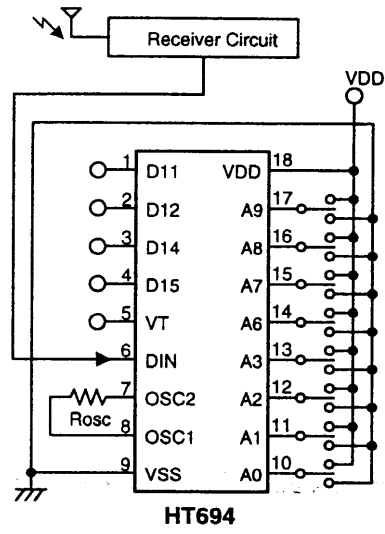 Receiver Circuit
VDD
1 D11 VDD 18
2 D12 A9 17
3 D14 A8 16
4 D15 A7 15
5 VT A6 14
6 DIN A3 13
7 OSC2 A2 12
Rosc
8 OSC1 A1 11
9 VSS A0 10
HT694